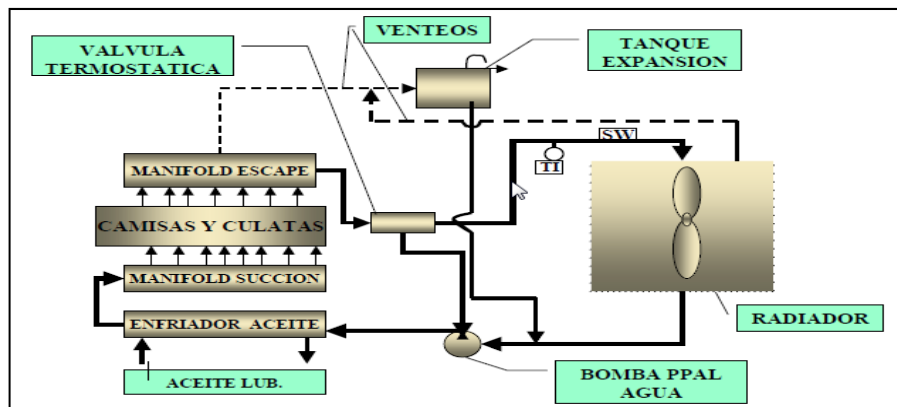 VALVULA
TERMOSTATICA
VENTEOS
TANQUE
EXPANSION
SW
TI
MANIFOLD ESCAPE
CAMISAS Y CULATAS
MANIFOLD SUCCION
ENFRIADOR ACEITE
ACEITE LUB.
RADIADOR
BOMBA PPAL
AGUA